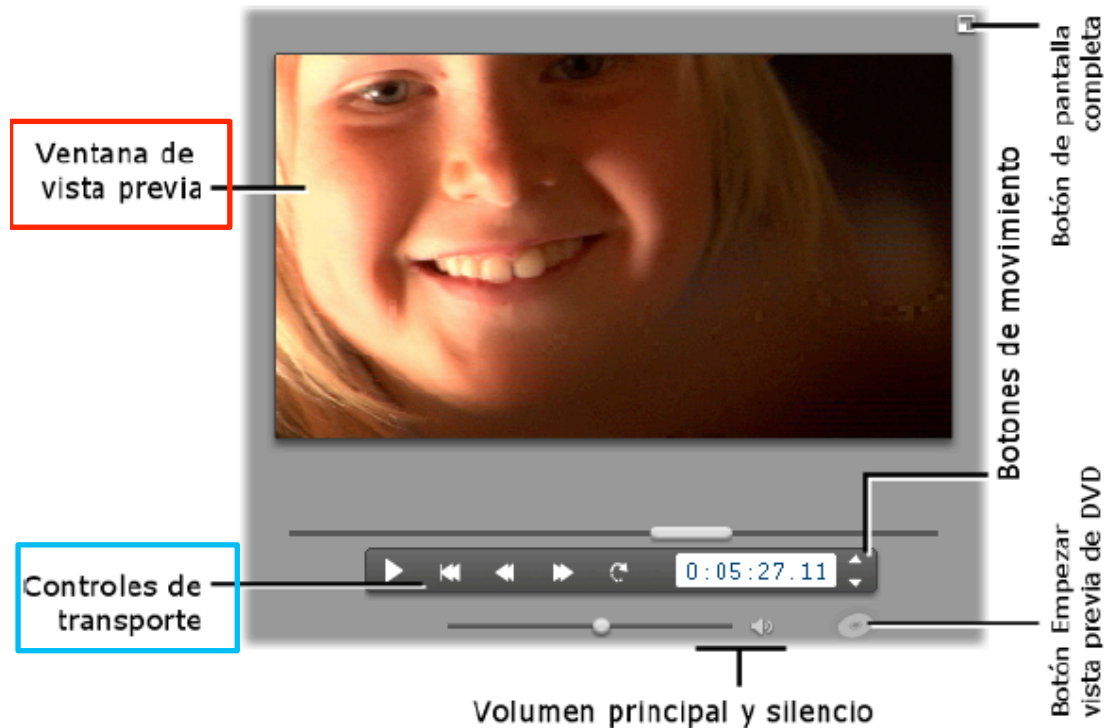 Botón de pantalla
completa
Ventana de
vista previa
Botones de movimiento
Controles de
transporte
0:05:27.11
Botón Empezar
vista previa de DVD
Volumen principal y silencio